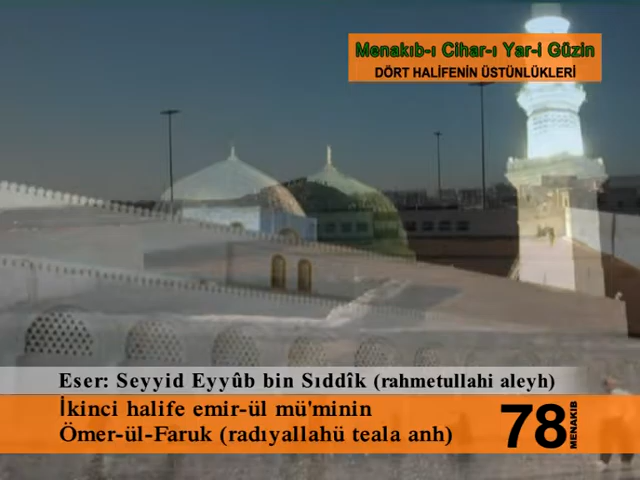 Menakıb-ı Cihar-ı Yar-i Güzin
DÖRT HALİFENİN ÜSTÜNLÜKLERİ
Eser: Seyyid Eyyûb bin Sıddîk (rahmetullahi aleyh)
İkinci halife emir-ül mü'minin
Ömer-ül-Faruk (radıyallahü teala anh)
78
MENAKIB